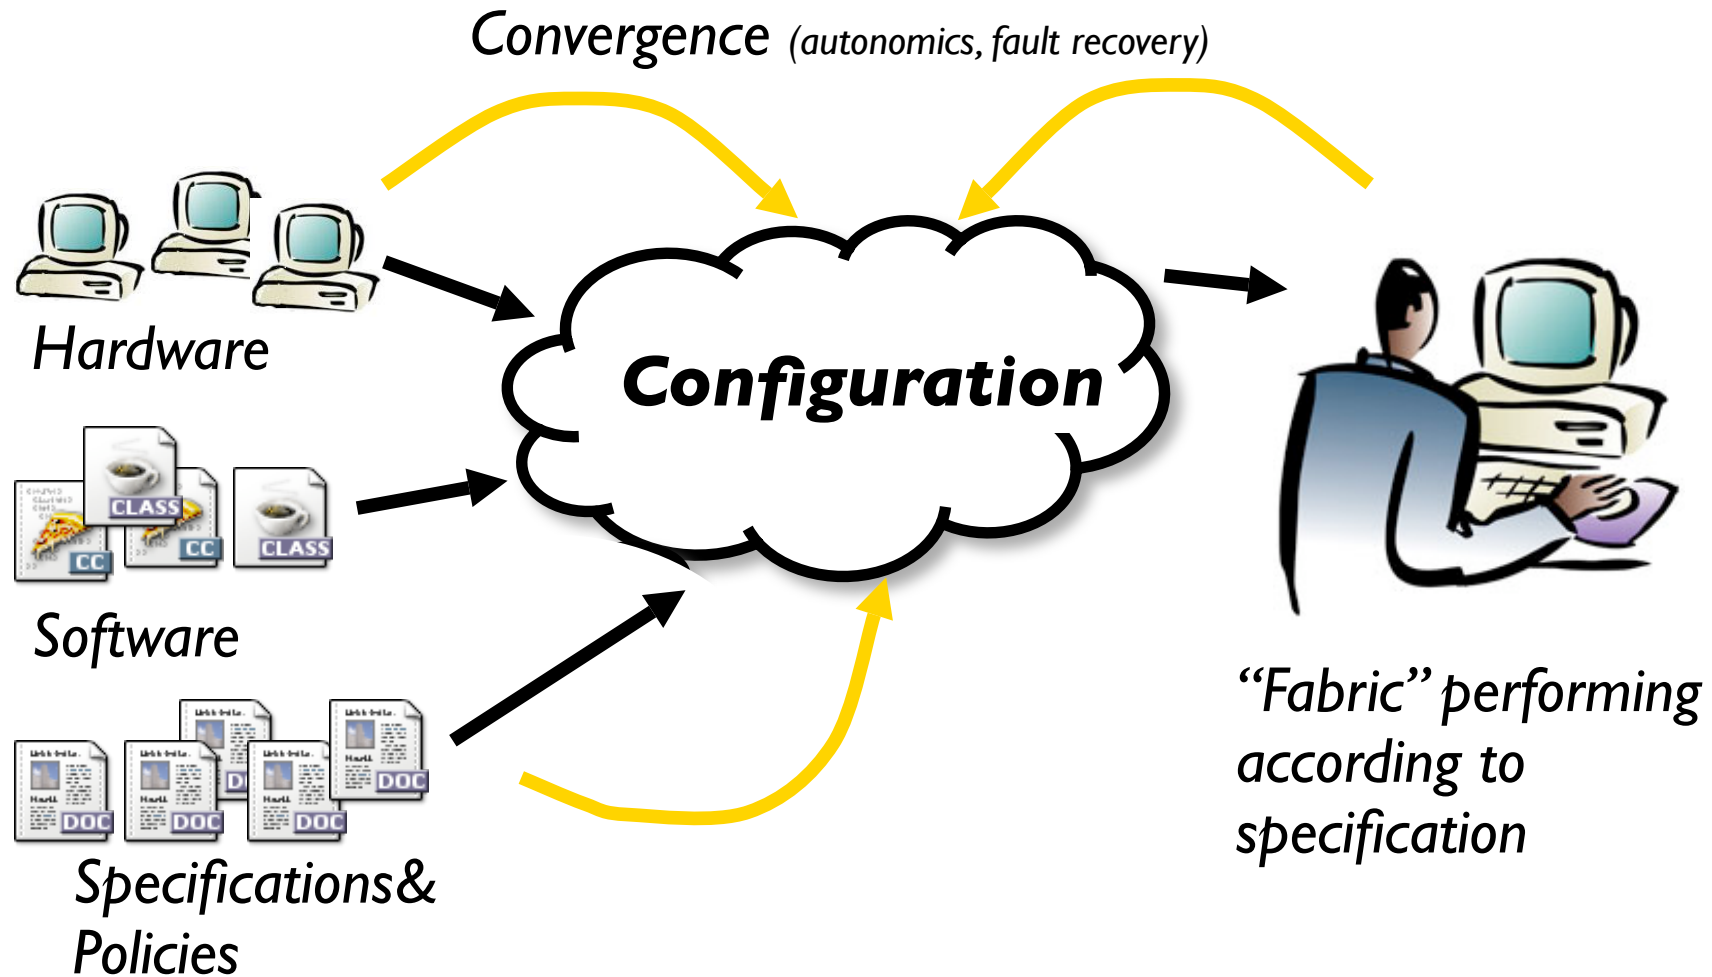 Convergence (autonomics, fault recovery)
Hardware
Configuration
CLASS
CC
CC
CLASS
Software
DOC
DOC
DOC
DOC
D
Specifications&
Policies
“Fabric” performing
according to
specification